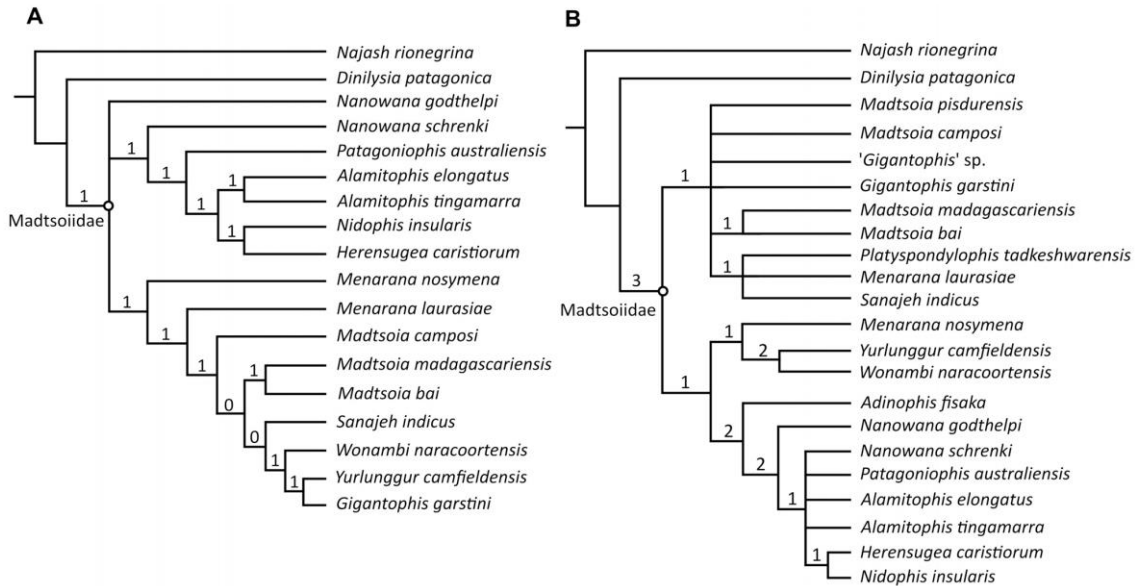 A
Najash rionegrina
Dinilysia patagonica
Nanowana godthelpi
1
Nanowana schrenki
1
Patagoniophis australiensis
1
Alamitophis elongatus
1
1
Alamitophis tingamarra
Madtsoiidae
1
Nidophis insularis
1
Herensugea caristiorum
Menarana nosymena
1
Menarana laurasiae
1
Madtsoia camposi
1
Madtsoia madagascariensis
1
Madtsoia bai
0
Sanajeh indicus
0
Wonambi naracoortensis
1
Yurlunggur camfieldensis
1
Gigantophis garstini
B
Najash rionegrina
Dinilysia patagonica
Madtsoia pisdurensis
Madtsoia camposi
'Gigantophis' sp.
1
Gigantophis garstini
Madtsoia madagascariensis
1
Madtsoia bai
Platyspondylophis tadkeshwarensis
1
Menarana laurasiae
3
Sanajeh indicus
Madtsoiidae
Menarana nosymena
1
Yurlunggur camfieldensis
2
Wonambi naracoortensis
1
Adinophis fisaka
Nanowana godthelpi
2
Nanowana schrenki
2
Patagoniophis australiensis
Alamitophis elongatus
1
Alamitophis tingamarra
Herensugea caristiorum
1
Nidophis insularis